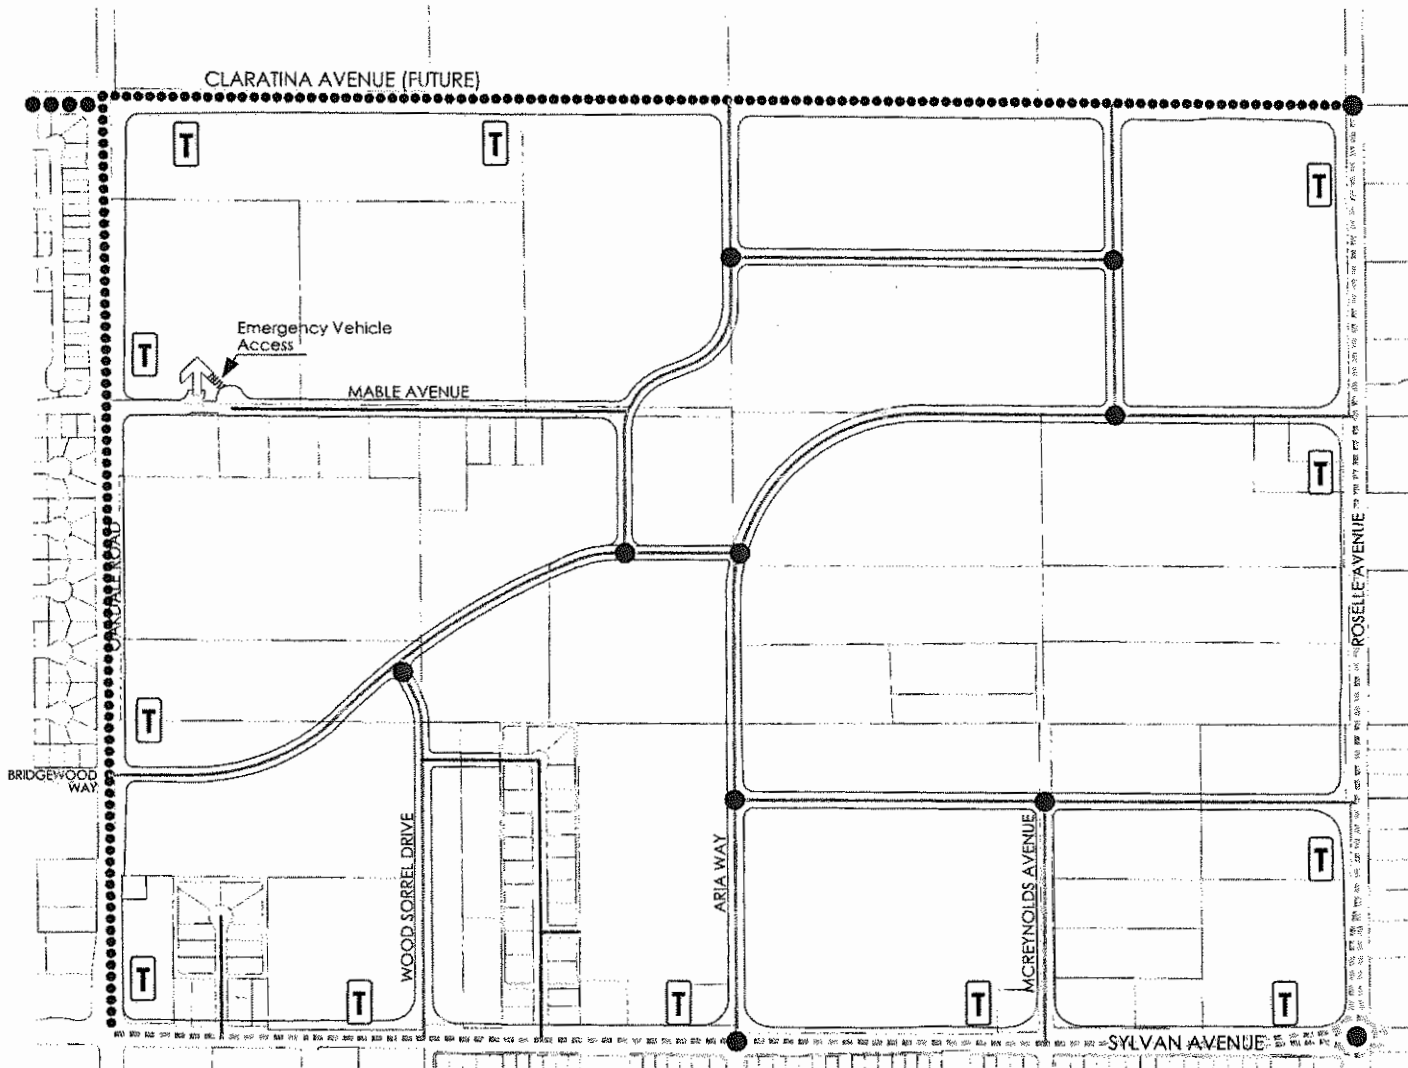 CLARATINA AVENUE (FUTURE)
T
T
T
Emergency Vehicle
Access
T
MABLE AVENUE
T
OAKDALE ROAD
ROSELLE AVENUE
T
BRIDGEWOOD
WAY
WOOD SORREL DRIVE
ARIA WAY
MCREYNOLDS AVENUE
T
T
T
T
T
T
SYLVAN AVENUE